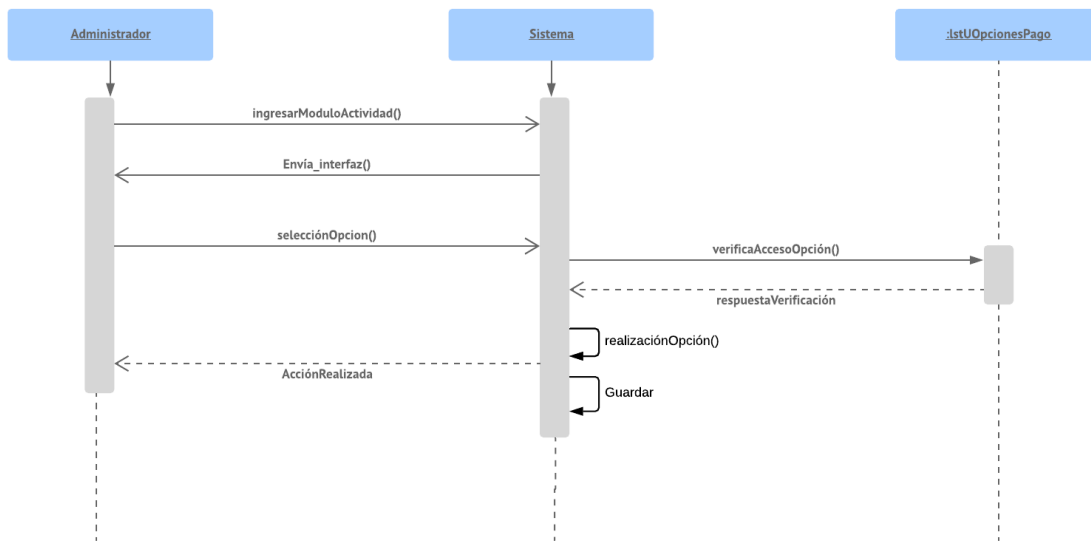 Administrador
Sistema
:lstUOpcionesPago
ingresarModuloActividad()
Envía_interfaz()
selecciónOpcion()
verificaAccesoOpción()
respuestaVerificación
realizaciónOpción()
AcciónRealizada
Guardar